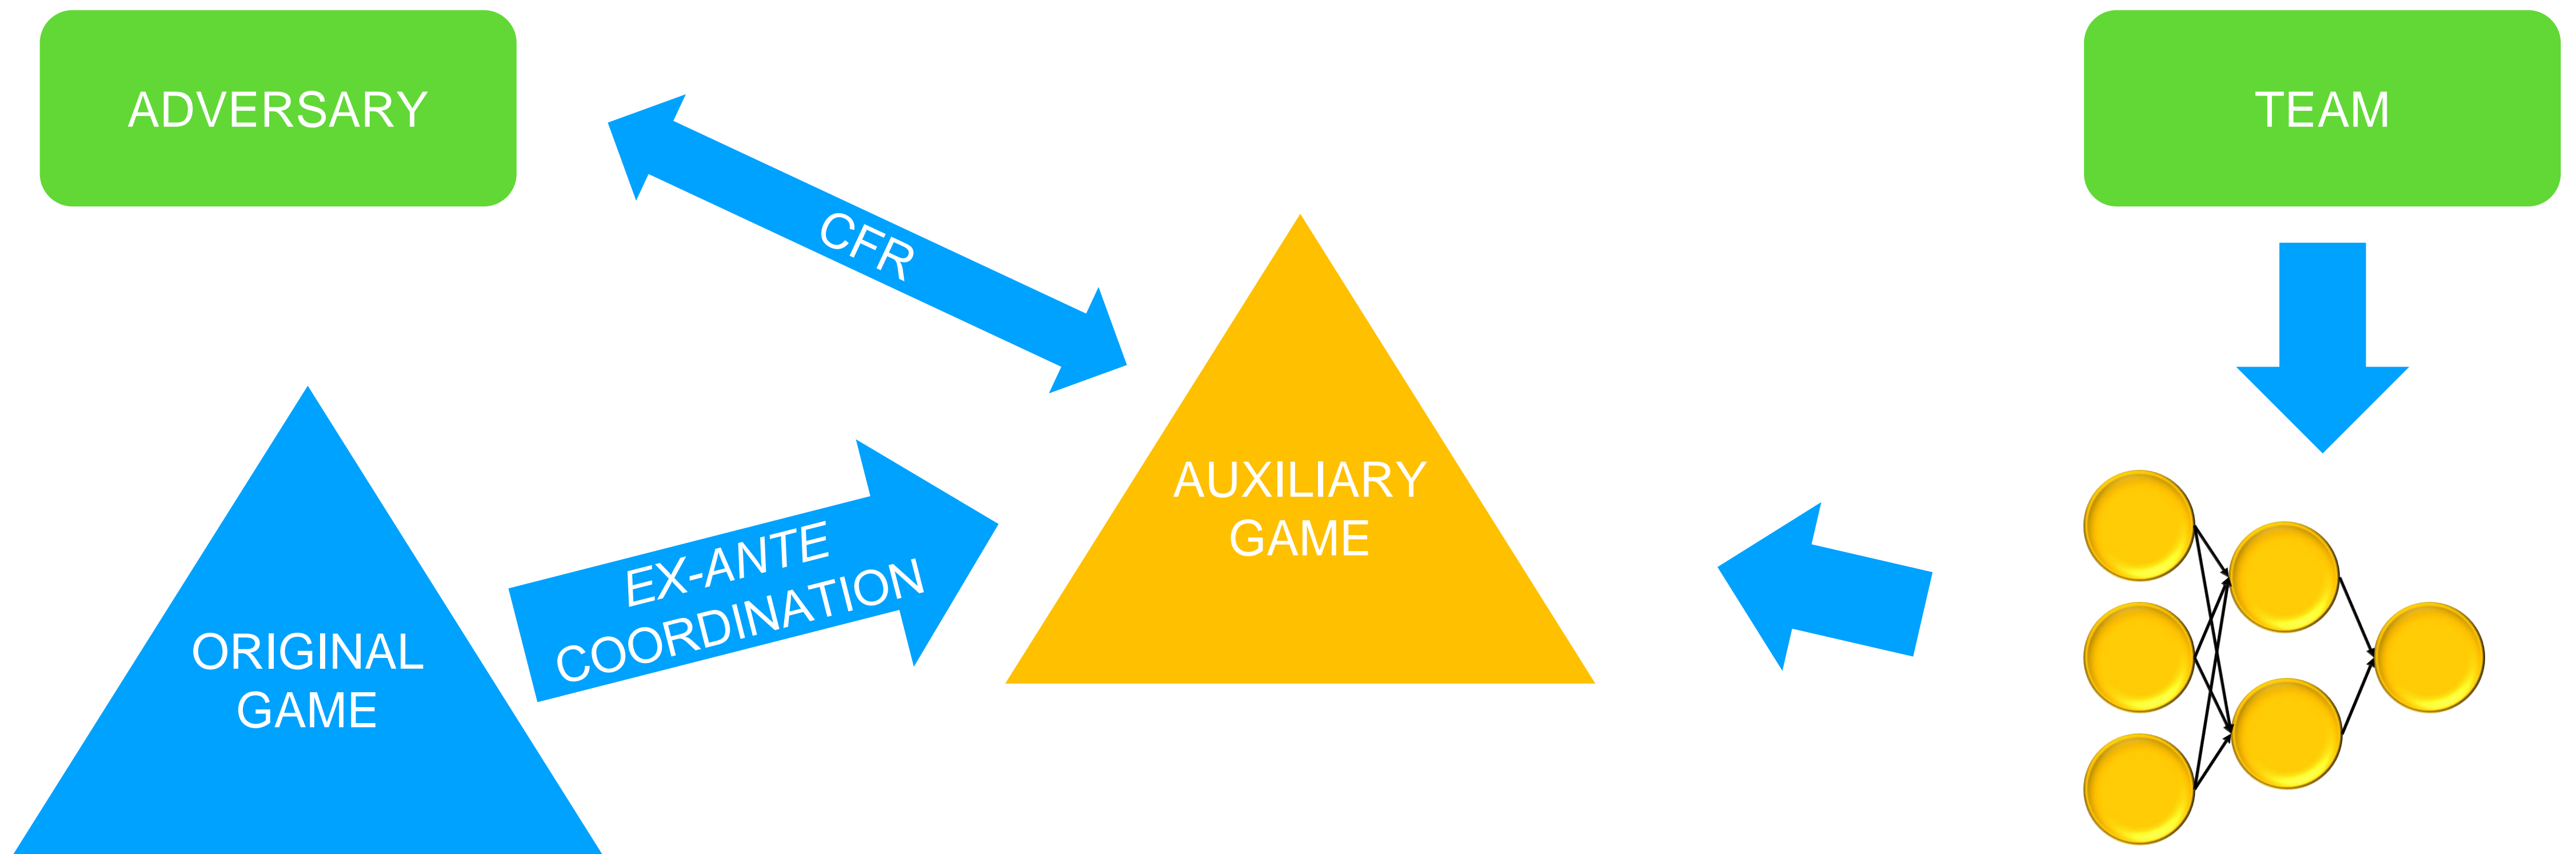 ADVERSARY
TEAM
CFR
AUXILIARY
GAME
EX-ANTE
COORDINATION
ORIGINAL
GAME